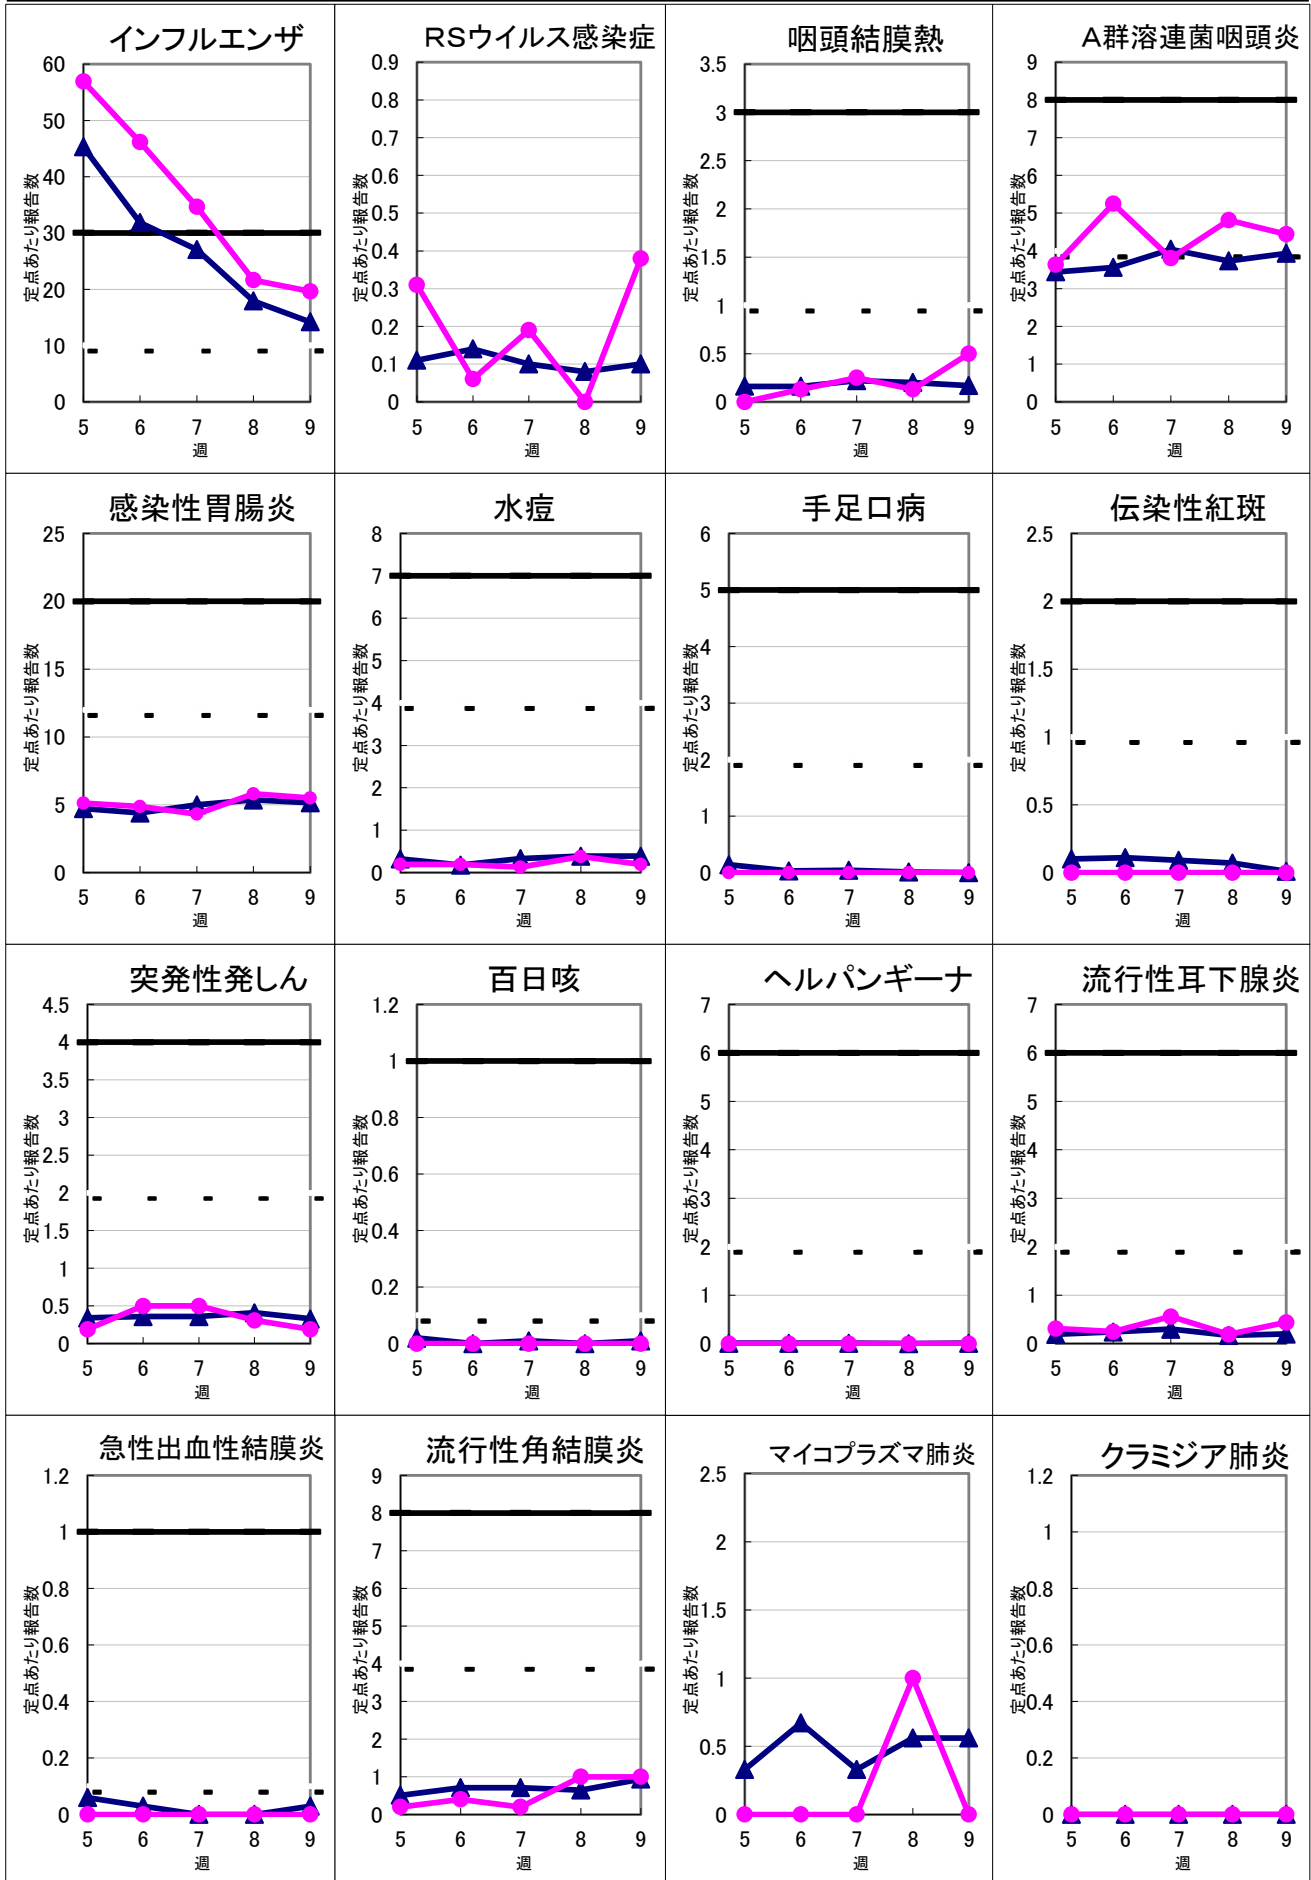 インフルエンザ
60
50
40
30
20
10
0
定点あたり報告数
5 6 7 8 9
週
RSウイルス感染症
0.9
0.8
0.7
0.6
0.5
0.4
0.3
0.2
0.1
0
定点あたり報告数
5 6 7 8 9
週
咽頭結膜熱
3.5
3
2.5
2
1.5
1
0.5
0
定点あたり報告数
5 6 7 8 9
週
A群溶連菌咽頭炎
9
8
7
6
5
4
3
2
1
0
定点あたり報告数
5 6 7 8 9
週
感染性胃腸炎
25
20
15
10
5
0
定点あたり報告数
5 6 7 8 9
週
水痘
8
7
6
5
4
3
2
1
0
定点あたり報告数
5 6 7 8 9
週
手足口病
6
5
4
3
2
1
0
定点あたり報告数
5 6 7 8 9
週
伝染性紅斑
2.5
2
1.5
1
0.5
0
定点あたり報告数
5 6 7 8 9
週
突発性発しん
4.5
4
3.5
3
2.5
2
1.5
1
0.5
0
定点あたり報告数
5 6 7 8 9
週
百日咳
1.2
1
0.8
0.6
0.4
0.2
0
定点あたり報告数
5 6 7 8 9
週
ヘルパンギーナ
7
6
5
4
3
2
1
0
定点あたり報告数
5 6 7 8 9
週
流行性耳下腺炎
7
6
5
4
3
2
1
0
定点あたり報告数
5 6 7 8 9
週
急性出血性結膜炎
1.2
1
0.8
0.6
0.4
0.2
0
定点あたり報告数
5 6 7 8 9
週
流行性角結膜炎
9
8
7
6
5
4
3
2
1
0
定点あたり報告数
5 6 7 8 9
週
マイコプラズマ肺炎
2.5
2
1.5
1
0.5
0
定点あたり報告数
5 6 7 8 9
週
クラミジア肺炎
1.2
1
0.8
0.6
0.4
0.2
0
定点あたり報告数
5 6 7 8 9
週